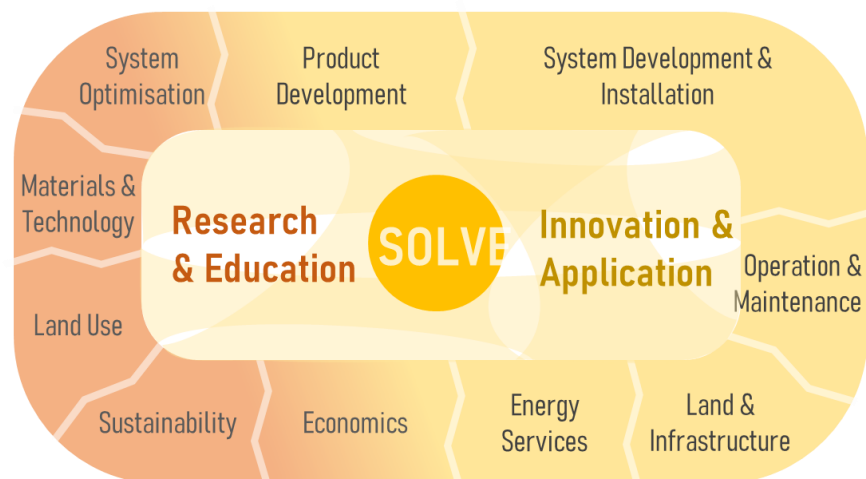 System
Optimisation
Product
Development
System Development &
Installation
Materials &
Technology
Research
& Education
SOLVE
Innovation &
Application
Operation &
Maintenance
Land Use
Sustainability
Economics
Energy
Services
Land &
Infrastructure